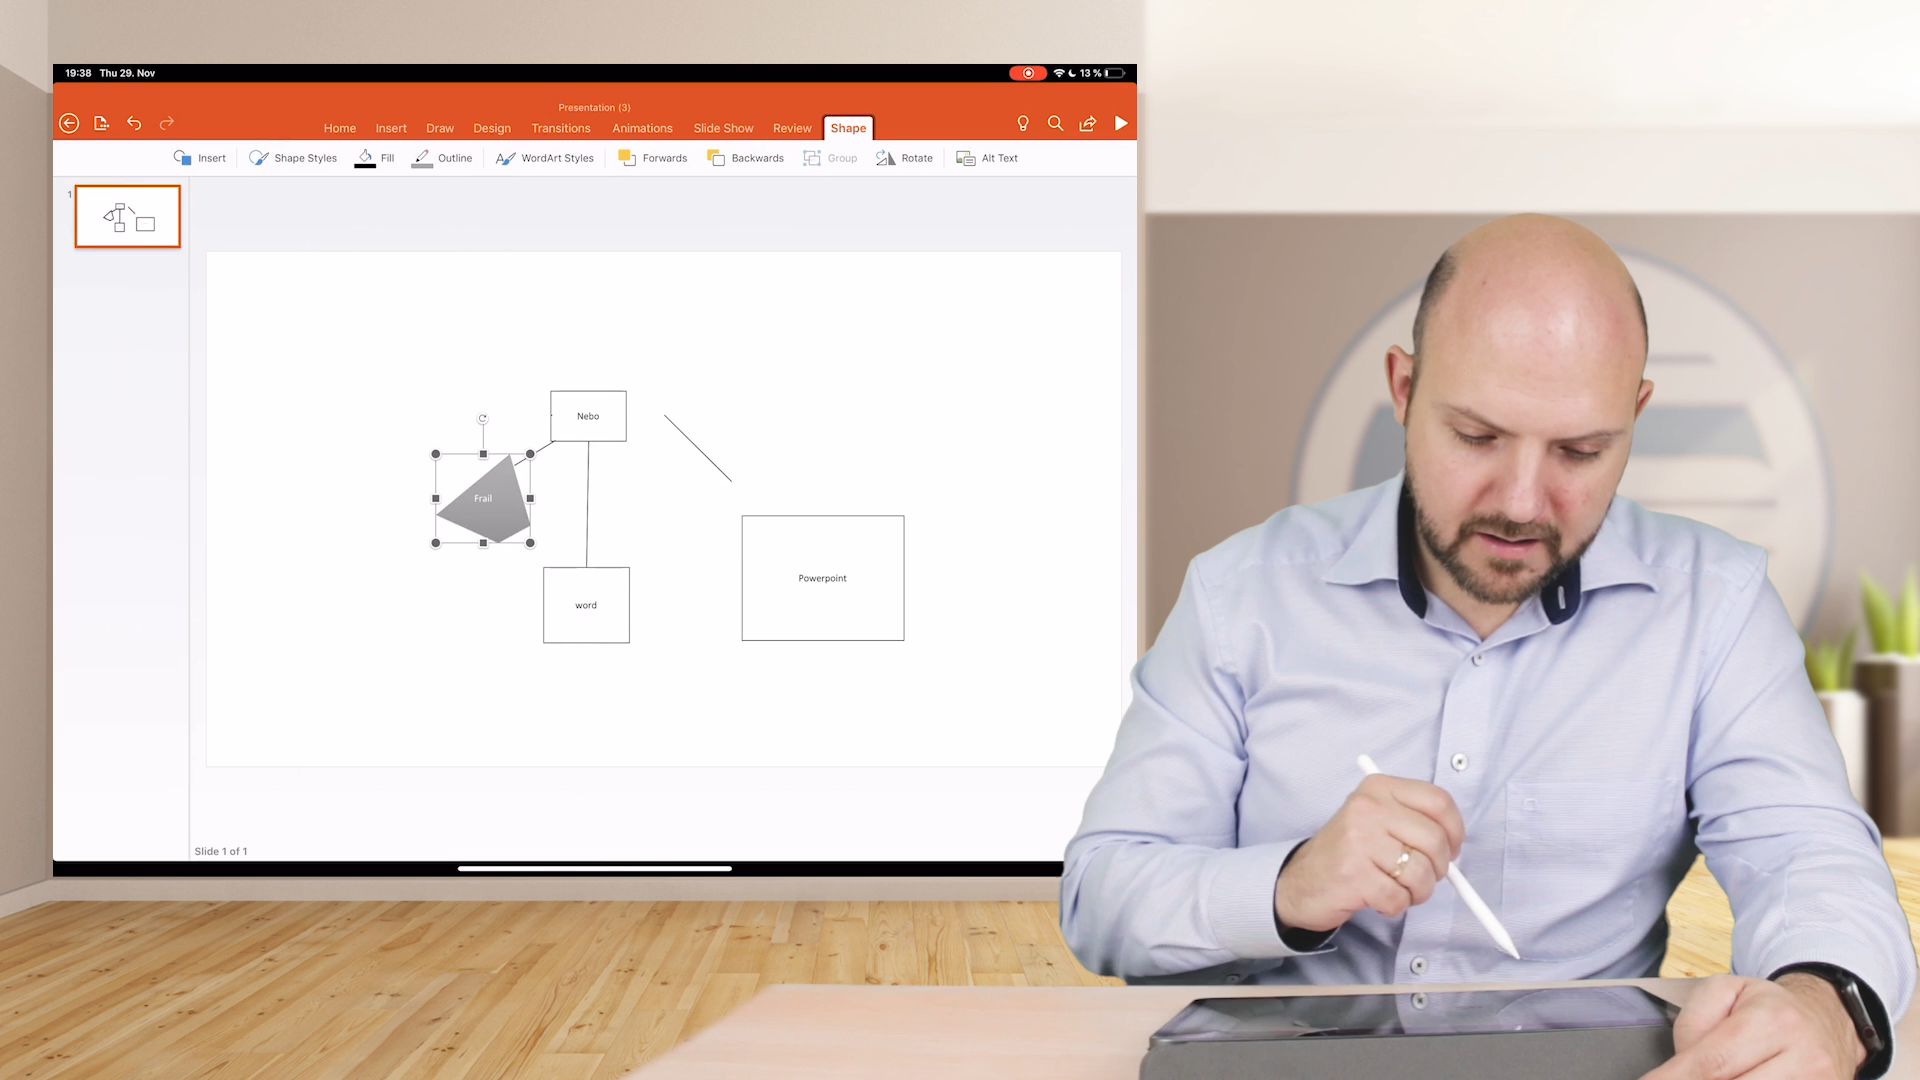 19:38 Thu 29. Nov
13 %
Presentation (3)
Home Insert Draw Design Transitions Animations Slide Show Review Shape
Insert Shape Styles Fill Outline WordArt Styles Forwards Backwards Group Rotate Alt Text
1
Nebo
Frail
Powerpoint
word
Slide 1 of 1